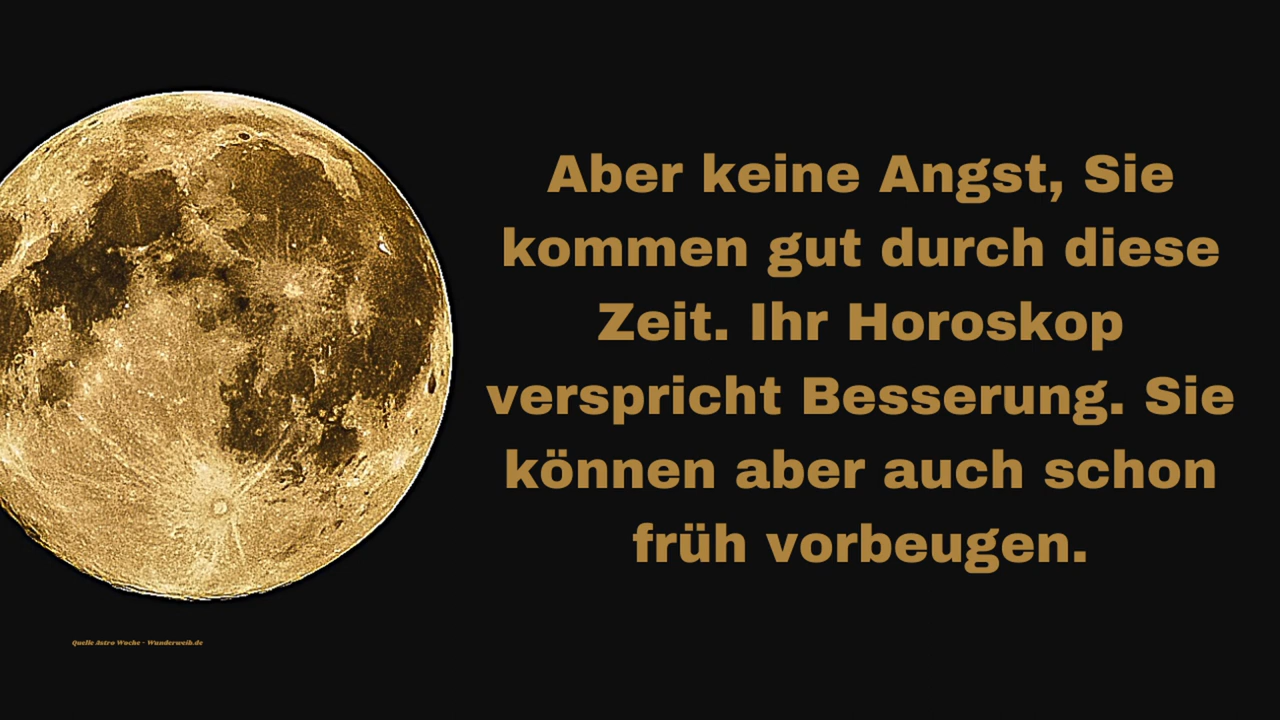 Aber keine Angst, Sie
kommen gut durch diese
Zeit. Ihr Horoskop
verspricht Besserung. Sie
können aber auch schon
früh vorbeugen.
Quelle Astro Woche - Wunderweib.de